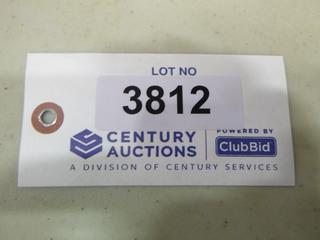 LOT NO
3812
CENTURY AUCTIONS
POWERED BY
ClubBid
A DIVISION OF CENTURY SERVICES